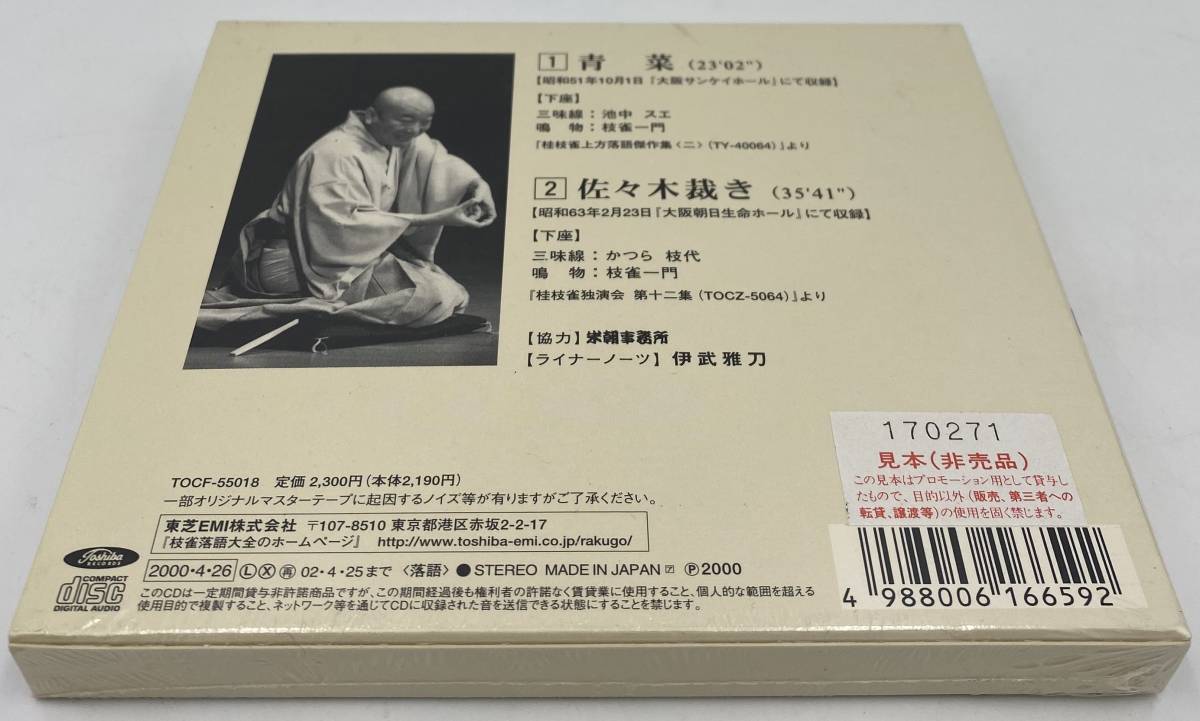 1 青 菜 (23'02")
【昭和51年10月1日『大阪サンケイホール』にて収録】
【下座】
三味線：池中 スエ
鳴 物：枝雀一門
『桂枝雀上方落語傑作集〈二〉(TY-40064)』より
2 佐々木裁き (35'41")
【昭和63年2月23日『大阪朝日生命ホール』にて収録】
【下座】
三味線：かつら 枝代
鳴 物：枝雀一門
『桂枝雀独演会 第十二集(TOCZ-5064)』より
【協力】米朝事務所
【ライナーノーツ】伊武雅刀
170271
見本(非売品)
この見本はプロモーション用として貸与し
たもので、目的以外(販売、第三者への
転貸、譲渡等)の使用を固く禁じます。
TOCF-55018 定価 2,300円(本体2,190円)
一部オリジナルマスターテープに起因するノイズ等が有りますがご了承ください。
東芝EMI株式会社 〒107-8510 東京都港区赤坂2-2-17
『枝雀落語大全のホームページ』 http://www.toshiba-emi.co.jp/rakugo/
Toshiba
RECORDS
2000・4・26 Ⓛ Ⓧ ㊢ 02・4・25まで 〈落語〉 ●STEREO MADE IN JAPAN Ⓟ2000
COMPACT
disc
DIGITAL AUDIO
このCDは一定期間貸与非許諾商品ですが、この期間経過後も権利者の許諾なく賃貸業に使用すること、個人的な範囲を超える
使用目的で複製すること、ネットワーク等を通じてCDに収録された音を送信できる状態にすることを禁じます。
4 988006 166592